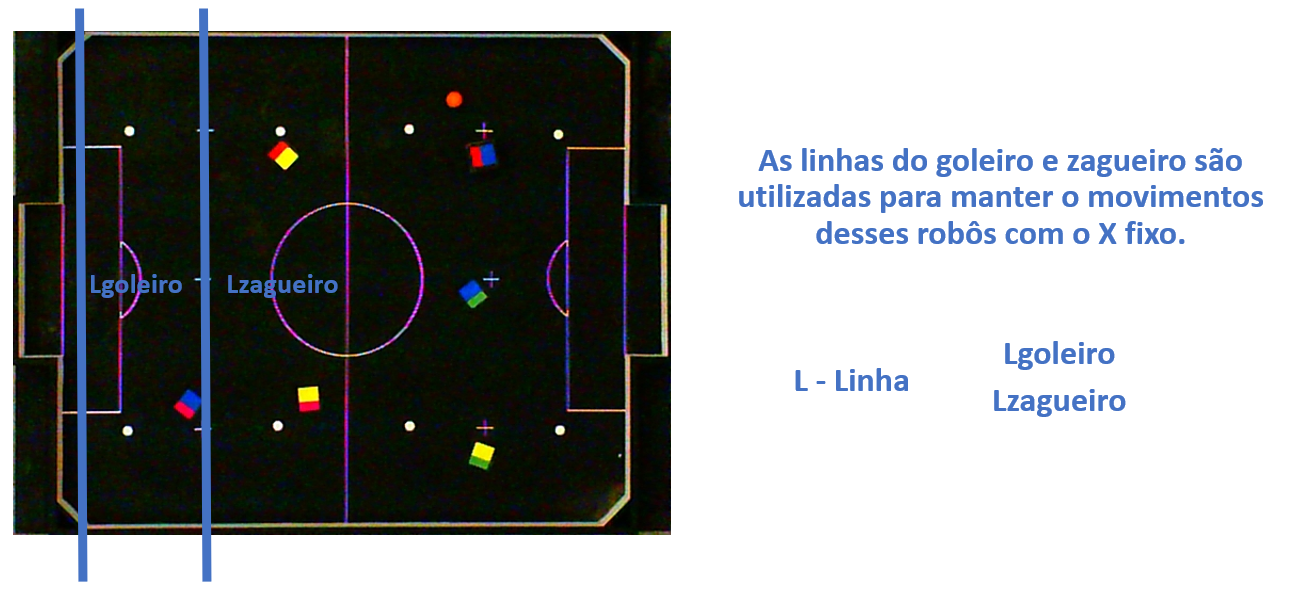 Lgoleiro
Lzagueiro
As linhas do goleiro e zagueiro são
utilizadas para manter o movimentos
desses robôs com o X fixo.
L - Linha
Lgoleiro
Lzagueiro